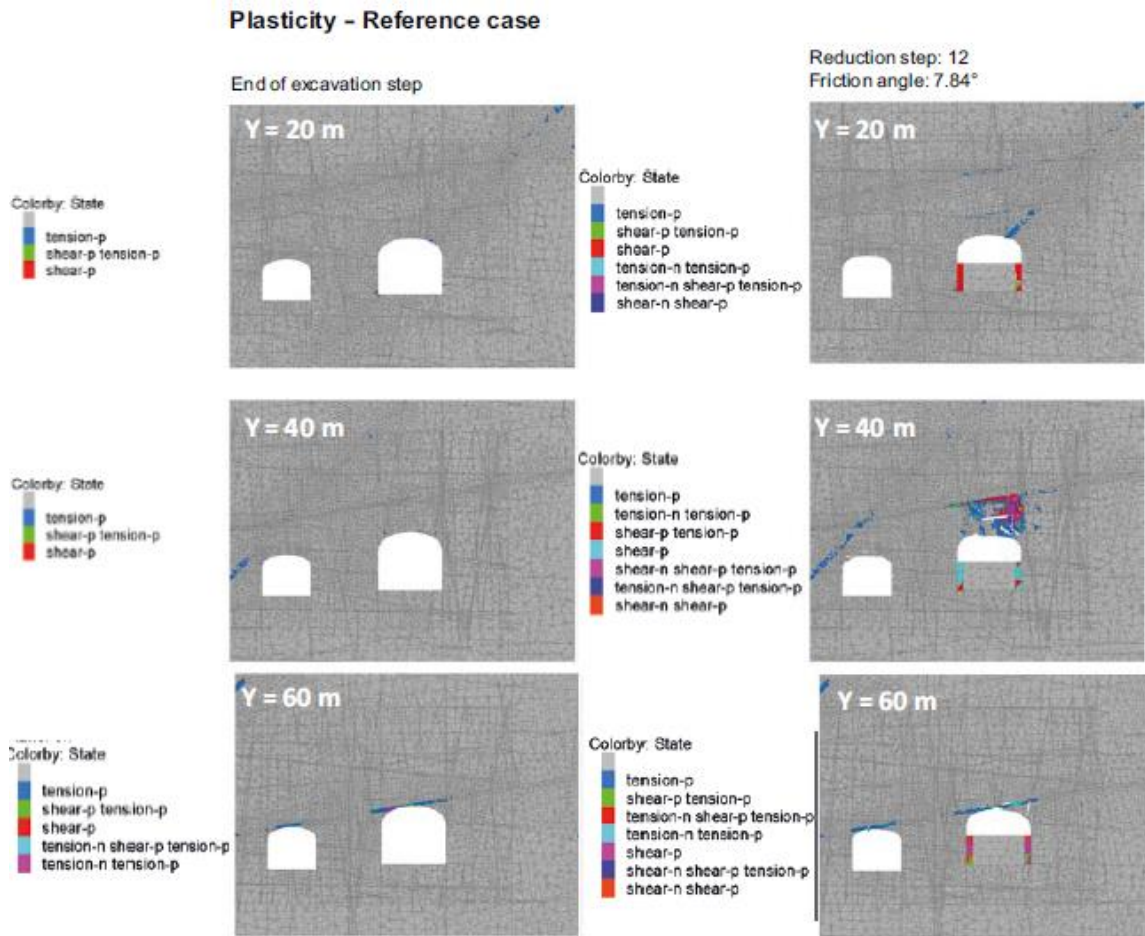 Plasticity – Reference case
End of excavation step
Reduction step: 12
Friction angle: 7.84°
Y = 20 m
Colorby: State
tension-p
shear-p tension-p
shear-p
Y = 20 m
Colorby: State
tension-p
shear-p tension-p
shear-p
tension-n tension-p
tension-n shear-p tension-p
shear-n shear-p
Y = 40 m
Colorby: State
tension-p
shear-p tension-p
shear-p
Y = 40 m
Colorby: State
tension-p
tension-n tension-p
shear-p tension-p
shear-p
shear-n shear-p tension-p
tension-n shear-p tension-p
shear-n shear-p
Y = 60 m
Colorby: State
tension-p
shear-p tension-p
shear-p
tension-n shear-p tension-p
tension-n tension-p
Y = 60 m
Colorby: State
tension-p
shear-p tension-p
tension-n shear-p tension-p
tension-n tension-p
shear-p
shear-n shear-p tension-p
shear-n shear-p